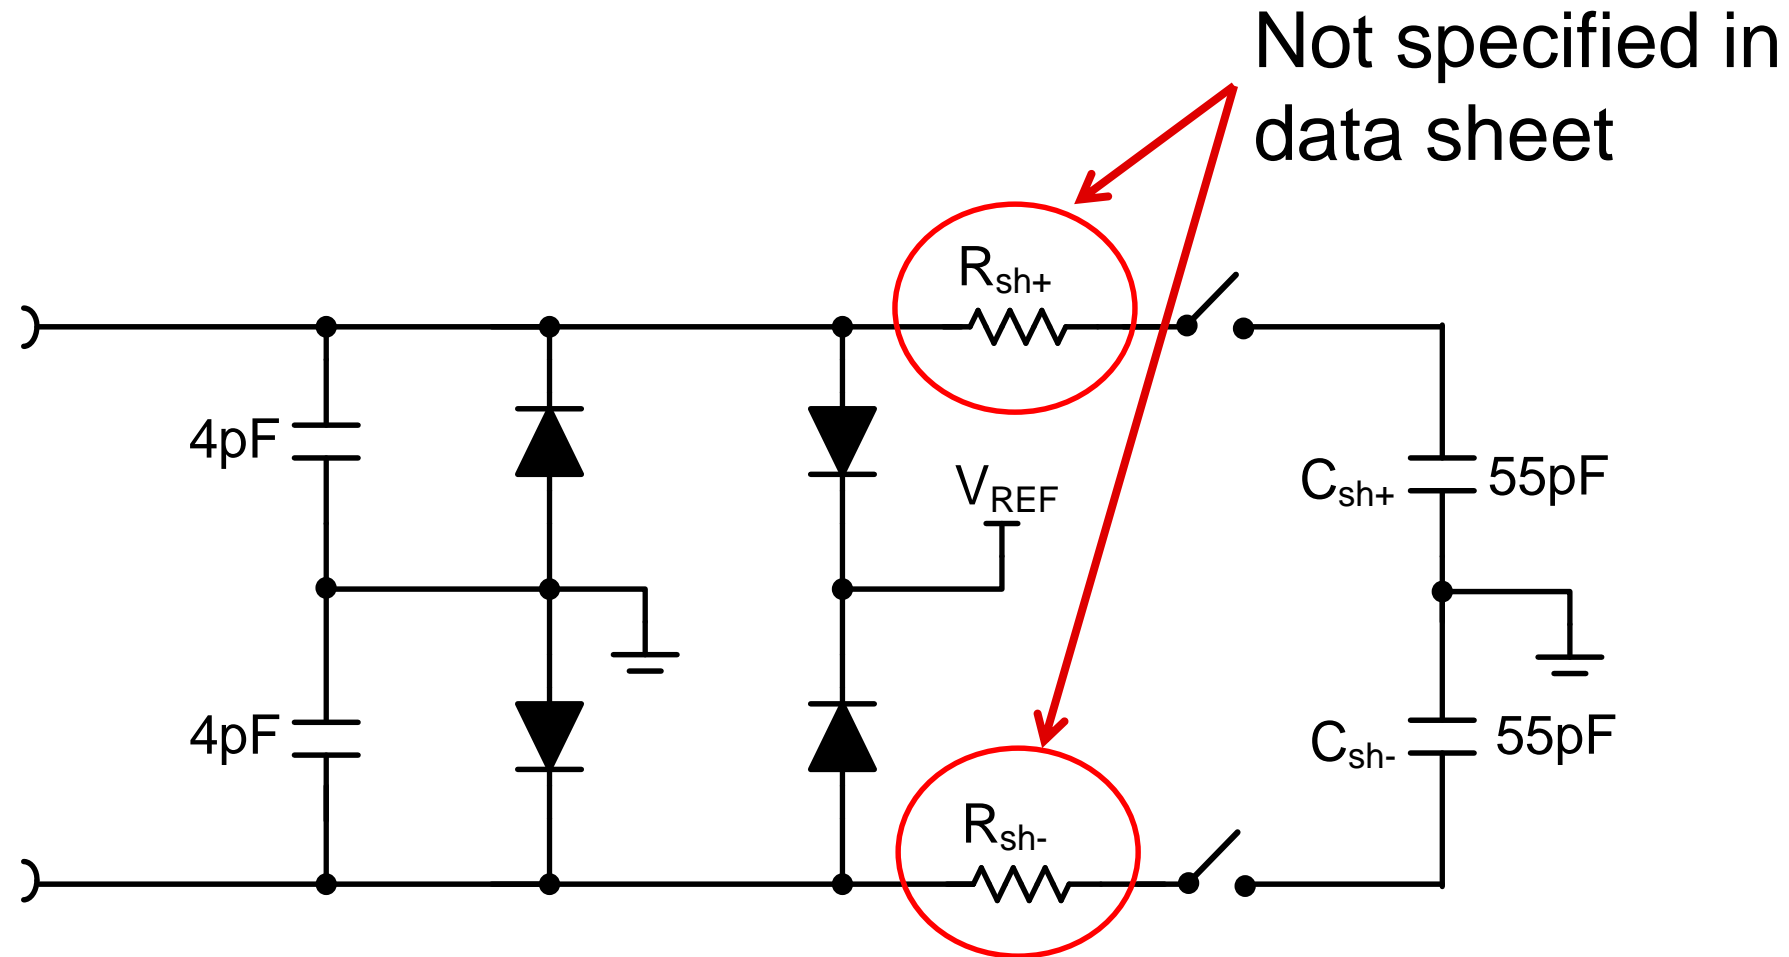 Not specified in
data sheet
Rsh+
4pF
VREF
Csh+ 55pF
4pF
Csh- 55pF
Rsh-